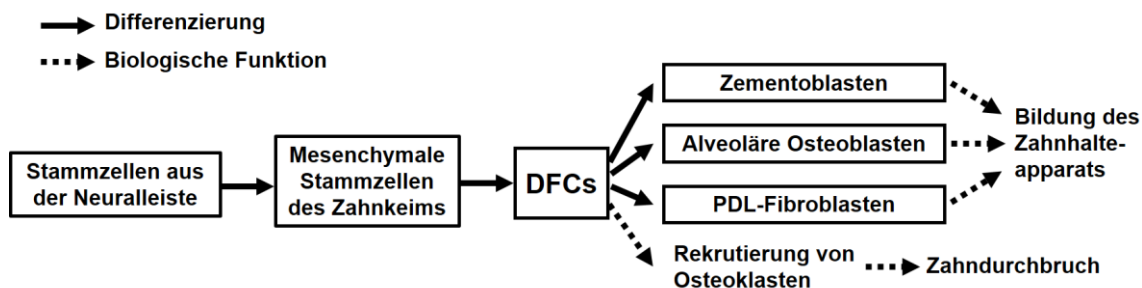 Differenzierung
Biologische Funktion
Stammzellen aus
der Neuralleiste
Mesenchymale
Stammzellen
des Zahnkeims
DFCs
Zementoblasten
Alveoläre Osteoblasten
PDL-Fibroblasten
Rekrutierung von
Osteoklasten
Bildung des
Zahnhalte-
apparats
Zahndurchbruch